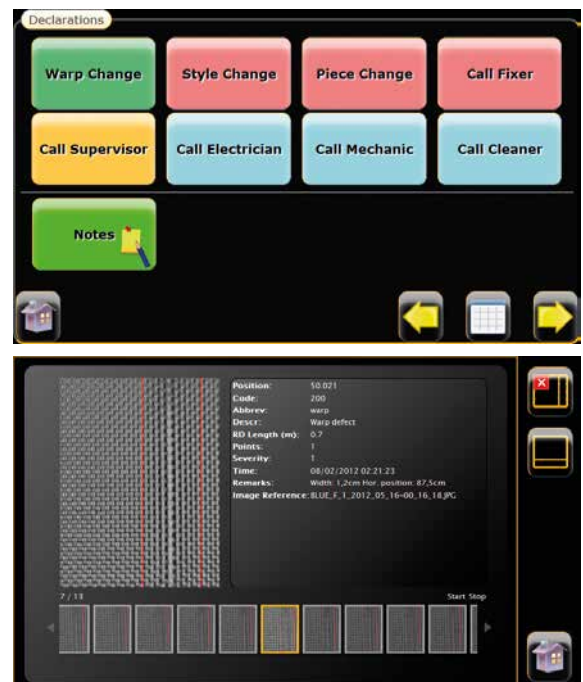 Declarations
Warp Change
Style Change
Piece Change
Call Fixer
Call Supervisor
Call Electrician
Call Mechanic
Call Cleaner
Notes
Position: 50.021
Code: 200
Abbrev: warp
Descr: Warp defect
RD Length (m): 0.7
Points: 1
Severity: 1
Time: 08/02/2012 02:21:23
Remarks: Width: 1,2cm Hor. position: 87,5cm
Image Reference: BLUE_F_1_2012_05_16-00_16_18.JPG
7 / 13
Start Stop